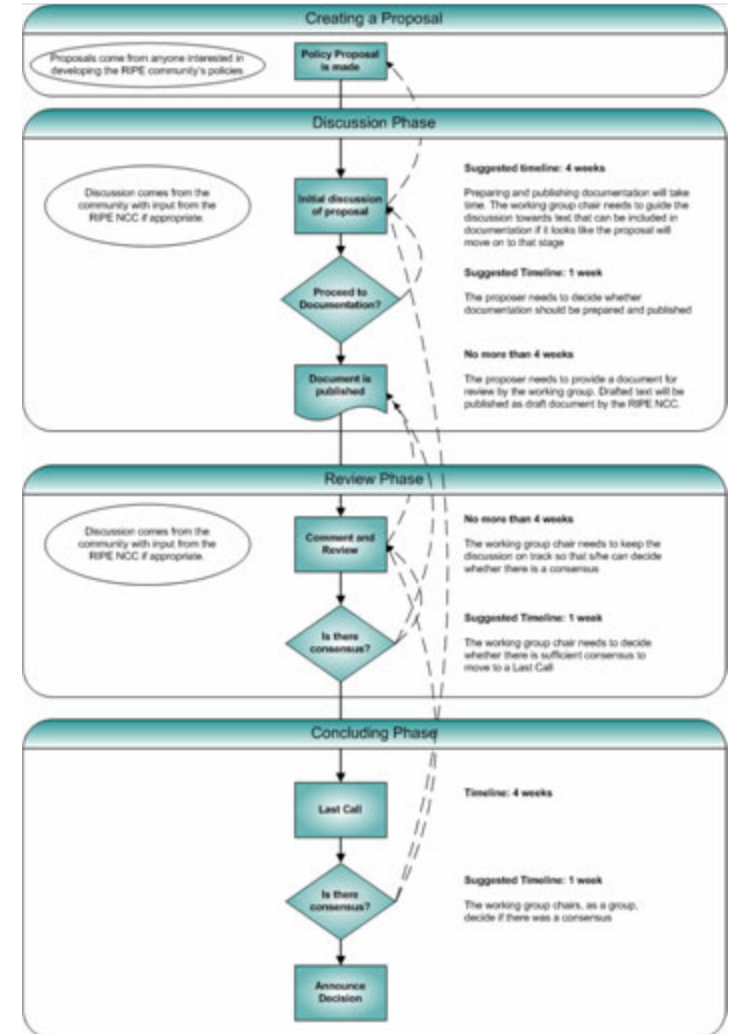 Creating a Proposal
Proposals come from anyone interested in
developing the RIPE community's policies
Policy Proposal
is made
Discussion Phase
Discussion comes from the
community with input from the
RIPE NCC if appropriate.
Initial discussion
of proposal
Suggested timeline: 4 weeks
Preparing and publishing documentation will take
time. The working group chair needs to guide the
discussion towards text that can be included in
documentation if it looks like the proposal will
move on to that stage
Proceed to
Documentation?
Suggested Timeline: 1 week
The proposer needs to decide whether
documentation should be prepared and published
Document is
published
No more than 4 weeks
The proposer needs to provide a document for
review by the working group. Drafted text will be
published as draft document by the RIPE NCC.
Review Phase
Discussion comes from the
community with input from the
RIPE NCC if appropriate.
Comment and
Review
No more than 4 weeks
The working group chair needs to keep the
discussion on track so that s/he can decide
whether there is a consensus
Is there
consensus?
Suggested Timeline: 1 week
The working group chair needs to decide
whether there is sufficient consensus to
move to a Last Call
Concluding Phase
Last Call
Timeline: 4 weeks
Is there
consensus?
Suggested Timeline: 1 week
The working group chairs, as a group,
decide if there was a consensus
Announce
Decision